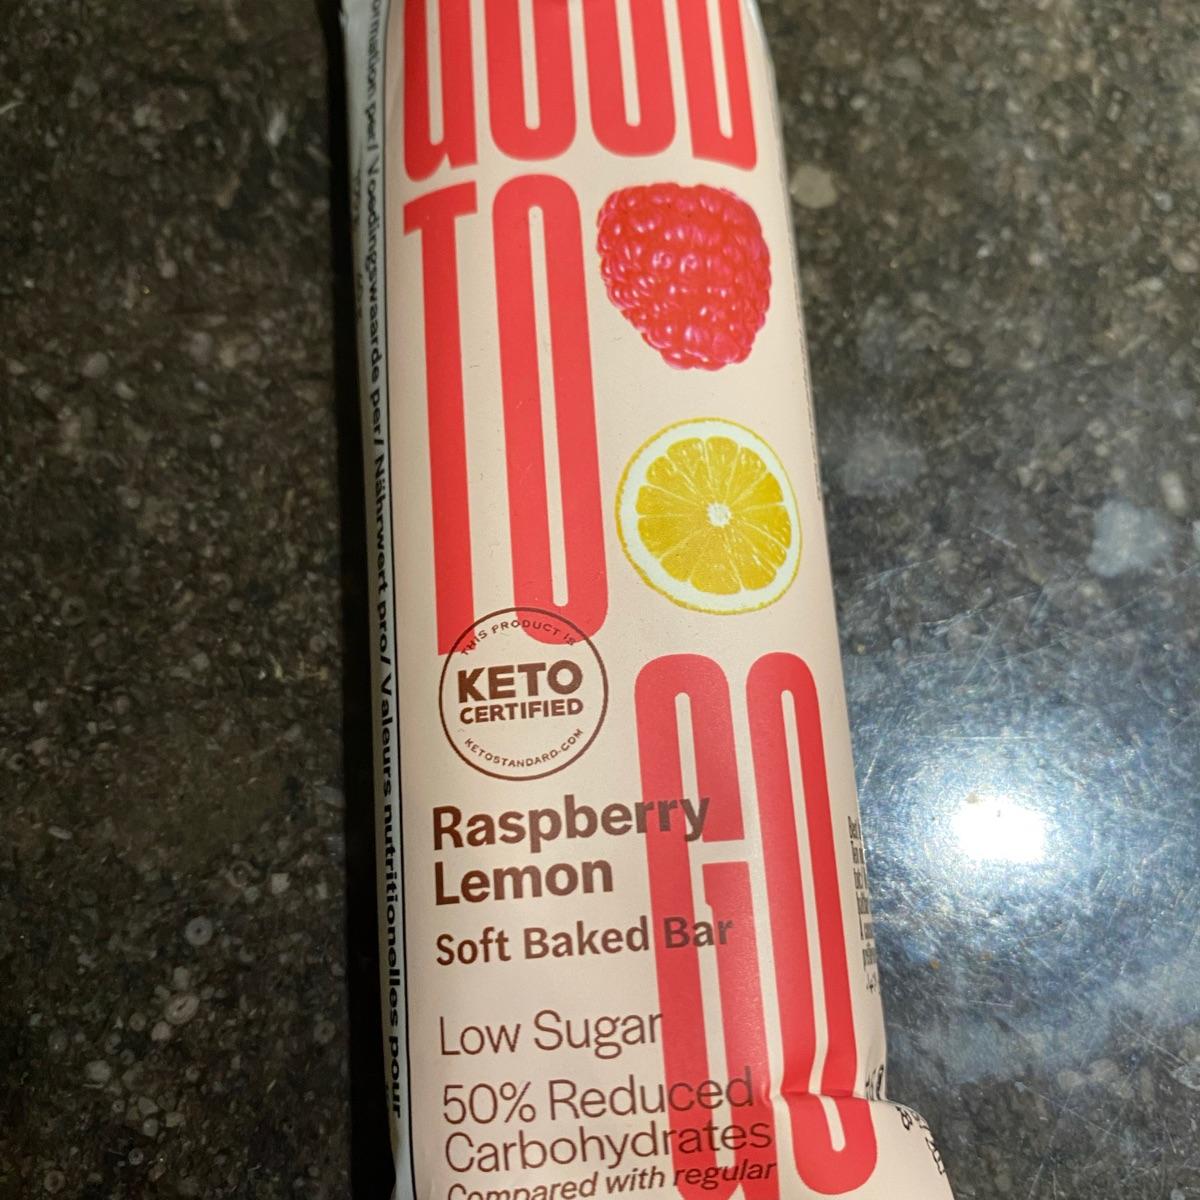 GOOD
TO
GO
THIS PRODUCT IS
KETO
CERTIFIED
KETOSTANDARD.COM
Raspberry
Lemon
Soft Baked Bar
Low Sugar
50% Reduced
Carbohydrates
Compared with regular
per/ Voedingswaarde per/ Nährwert pro/ Valeurs nutritionelles pour